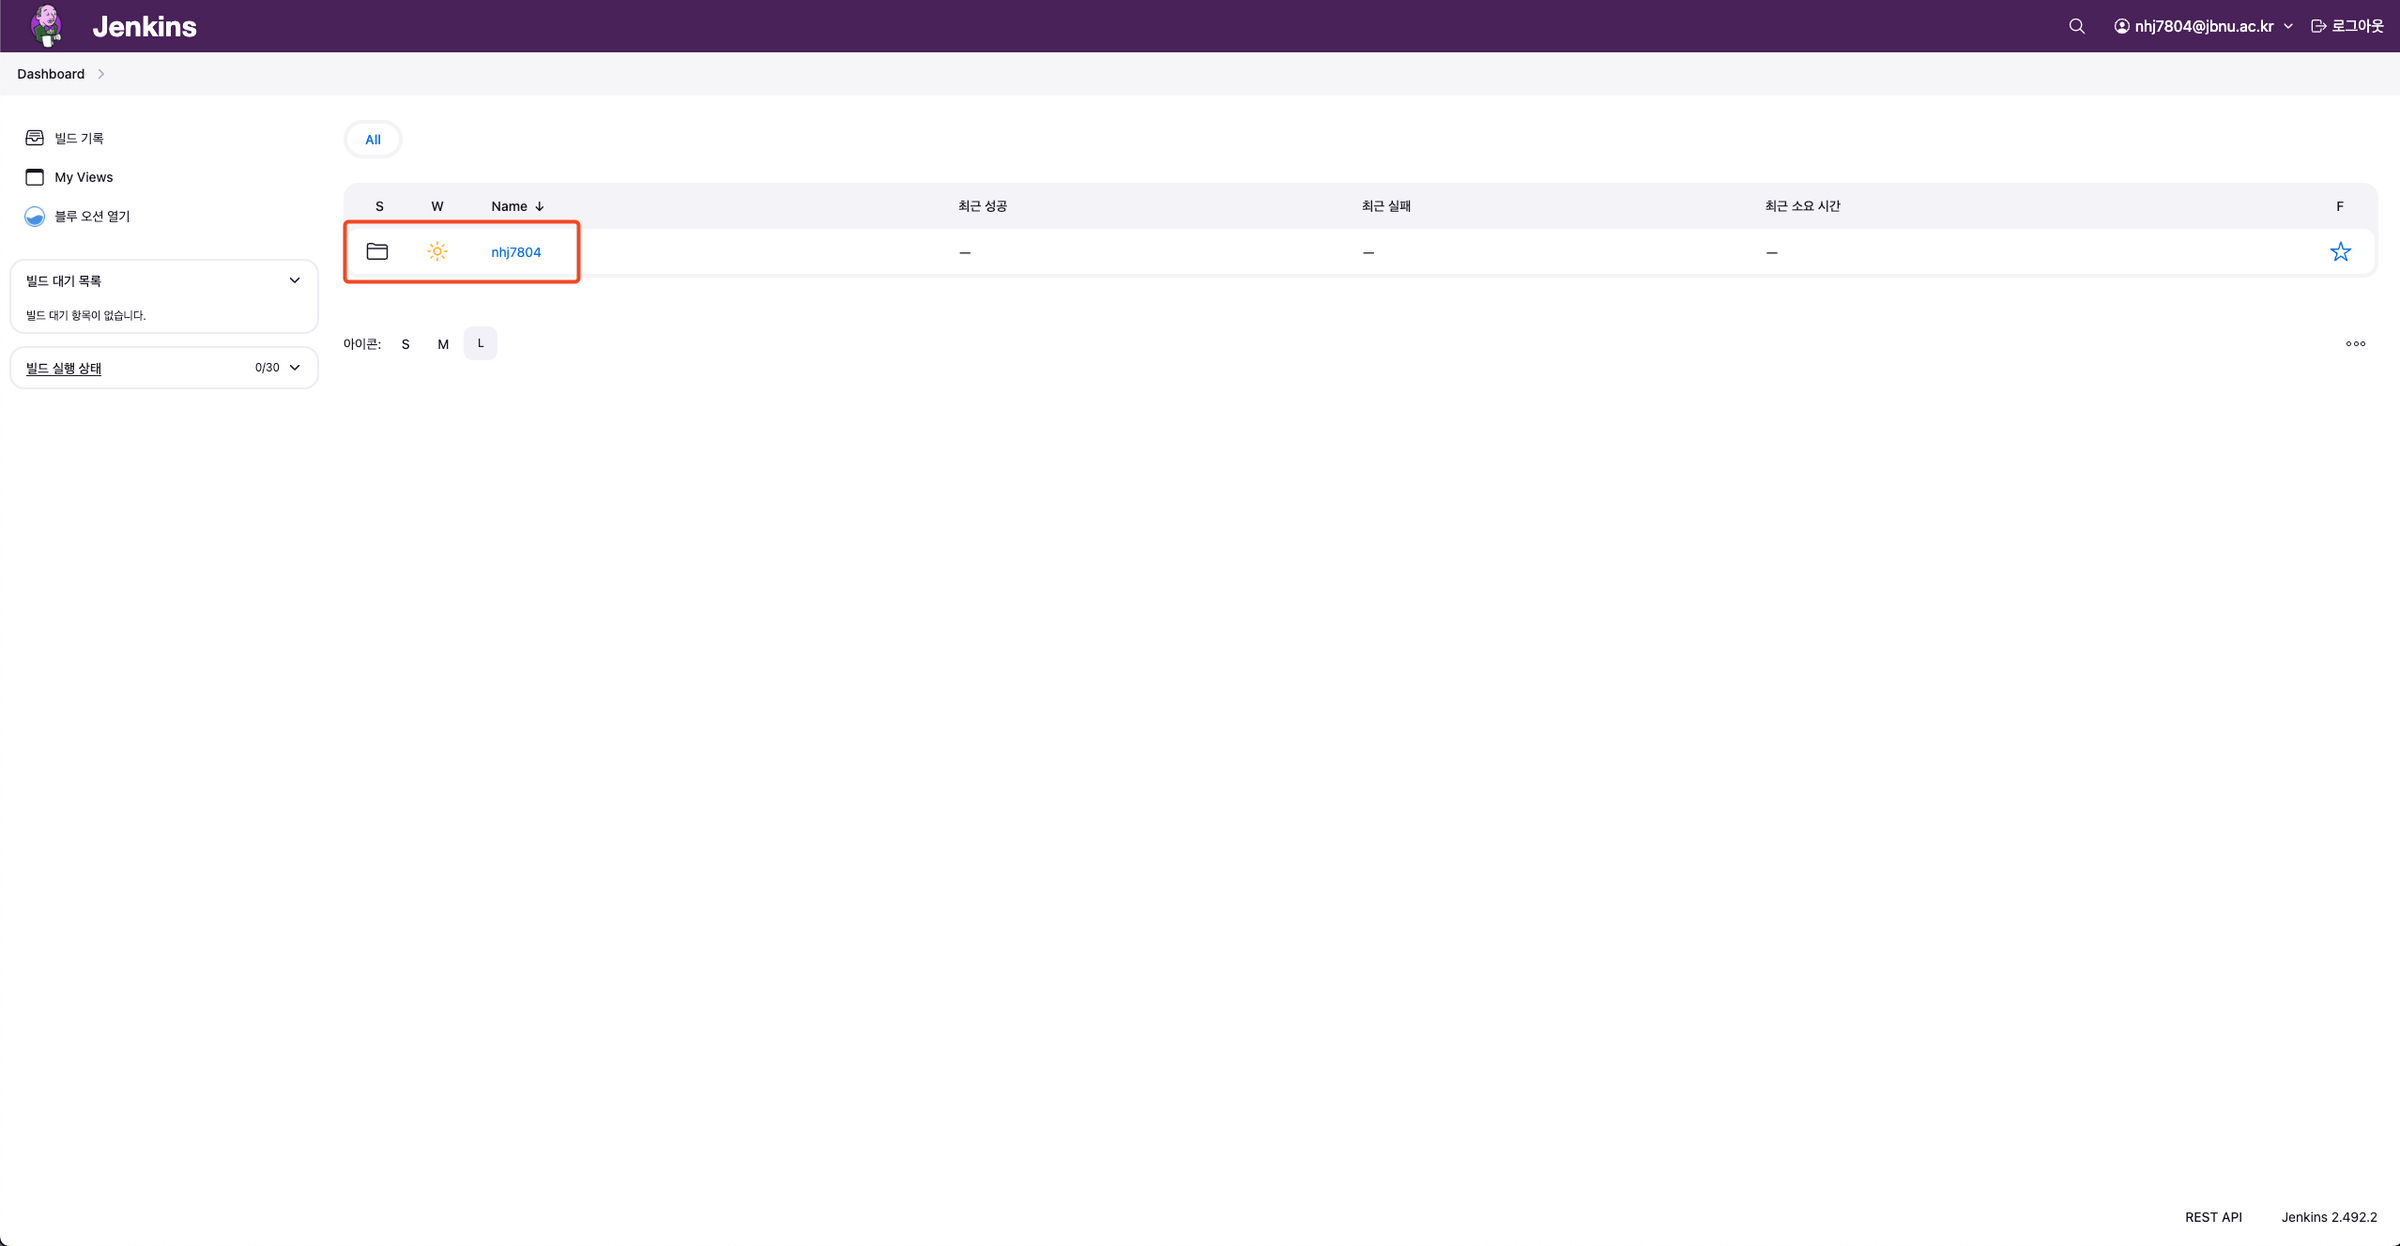 Jenkins
nhj7804@jbnu.ac.kr 로그아웃
Dashboard
빌드 기록
My Views
블루 오션 열기
빌드 대기 목록
빌드 대기 항목이 없습니다.
빌드 실행 상태 0/30
All
S W Name ↓ 최근 성공 최근 실패 최근 소요 시간 F
nhj7804 — — —
아이콘: S M L
REST API Jenkins 2.492.2